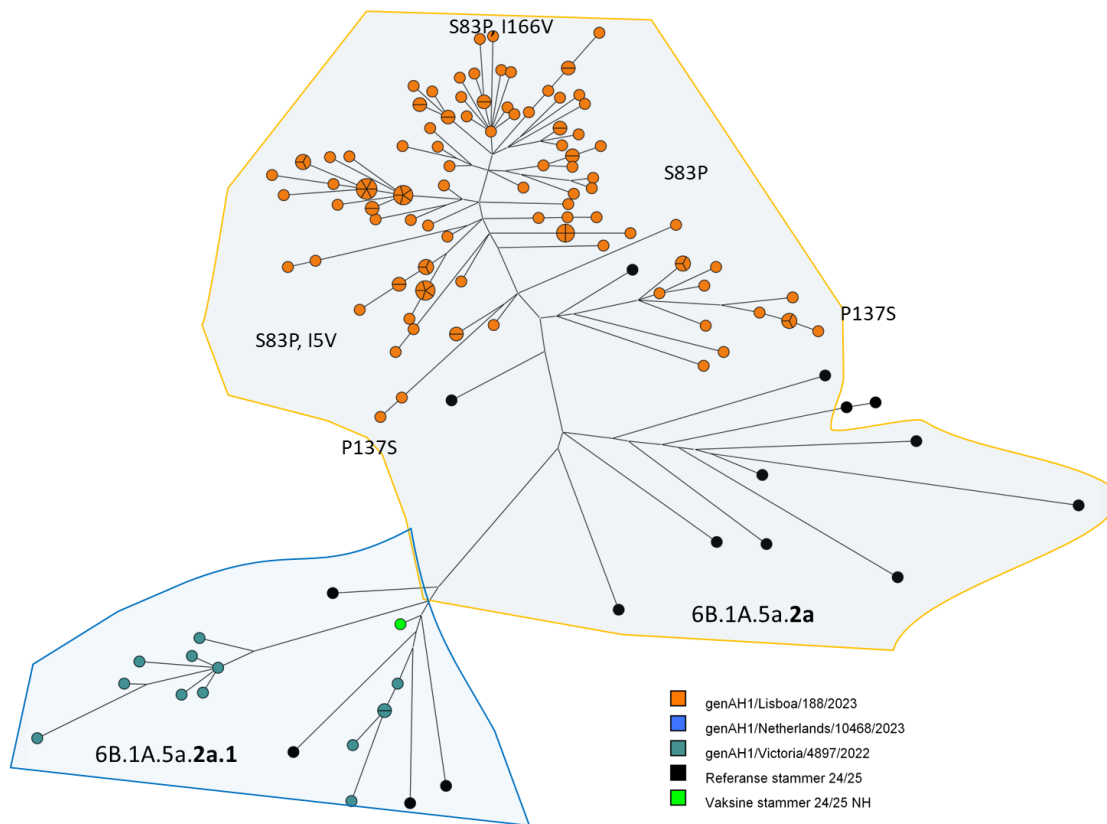 S83P, I166V
S83P
P137S
S83P, I5V
P137S
6B.1A.5a.2a
6B.1A.5a.2a.1
genAH1/Lisboa/188/2023
genAH1/Netherlands/10468/2023
genAH1/Victoria/4897/2022
Referanse stammer 24/25
Vaksine stammer 24/25 NH